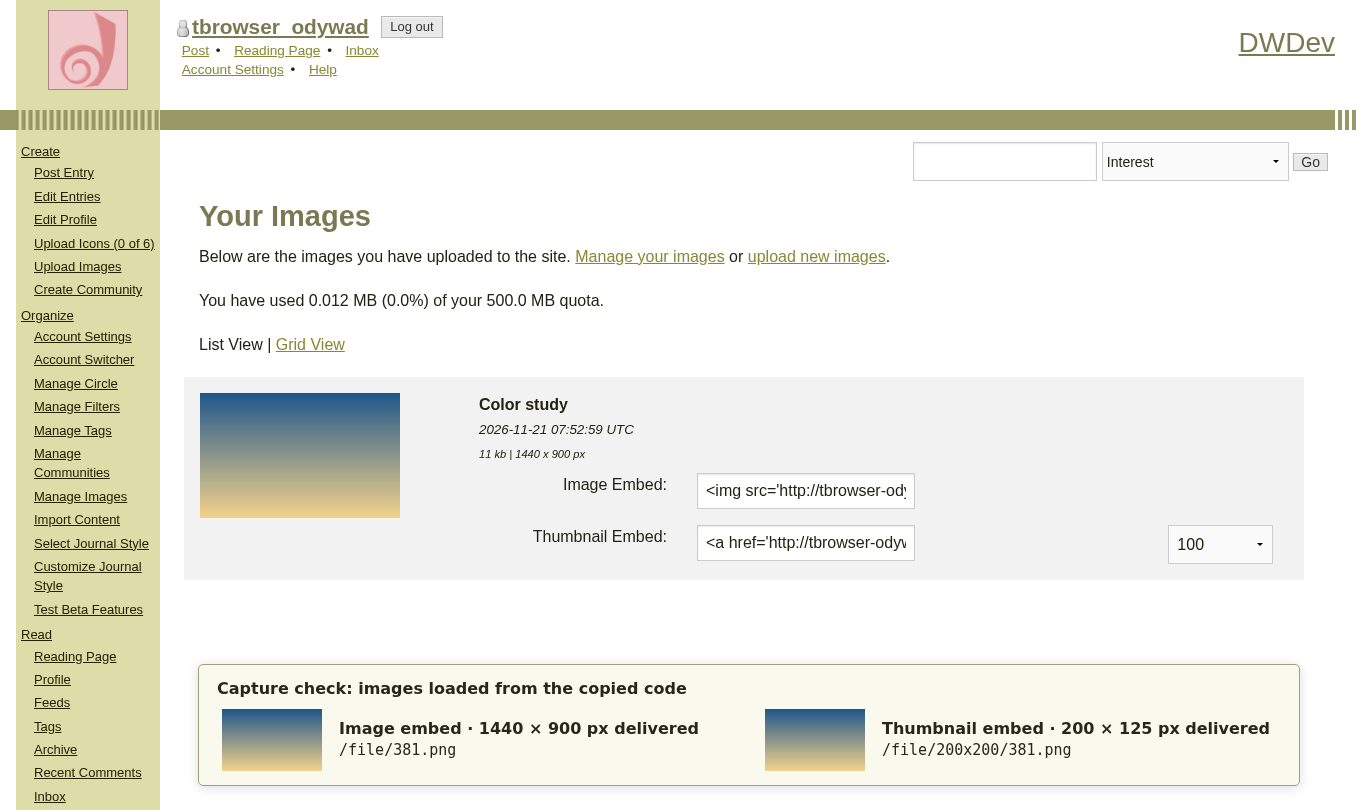 tbrowser_odywad Log out
Post • Reading Page • Inbox
Account Settings • Help
DWDev
Interest Go
Create
Post Entry
Edit Entries
Edit Profile
Upload Icons (0 of 6)
Upload Images
Create Community
Organize
Account Settings
Account Switcher
Manage Circle
Manage Filters
Manage Tags
Manage
Communities
Manage Images
Import Content
Select Journal Style
Customize Journal
Style
Test Beta Features
Read
Reading Page
Profile
Feeds
Tags
Archive
Recent Comments
Inbox
Your Images
Below are the images you have uploaded to the site. Manage your images or upload new images.
You have used 0.012 MB (0.0%) of your 500.0 MB quota.
List View | Grid View
Color study
2026-11-21 07:52:59 UTC
11 kb | 1440 x 900 px
Image Embed: <img src='http://tbrowser-ody
Thumbnail Embed: <a href='http://tbrowser-odyw 100
Capture check: images loaded from the copied code
Image embed · 1440 × 900 px delivered
/file/381.png
Thumbnail embed · 200 × 125 px delivered
/file/200x200/381.png